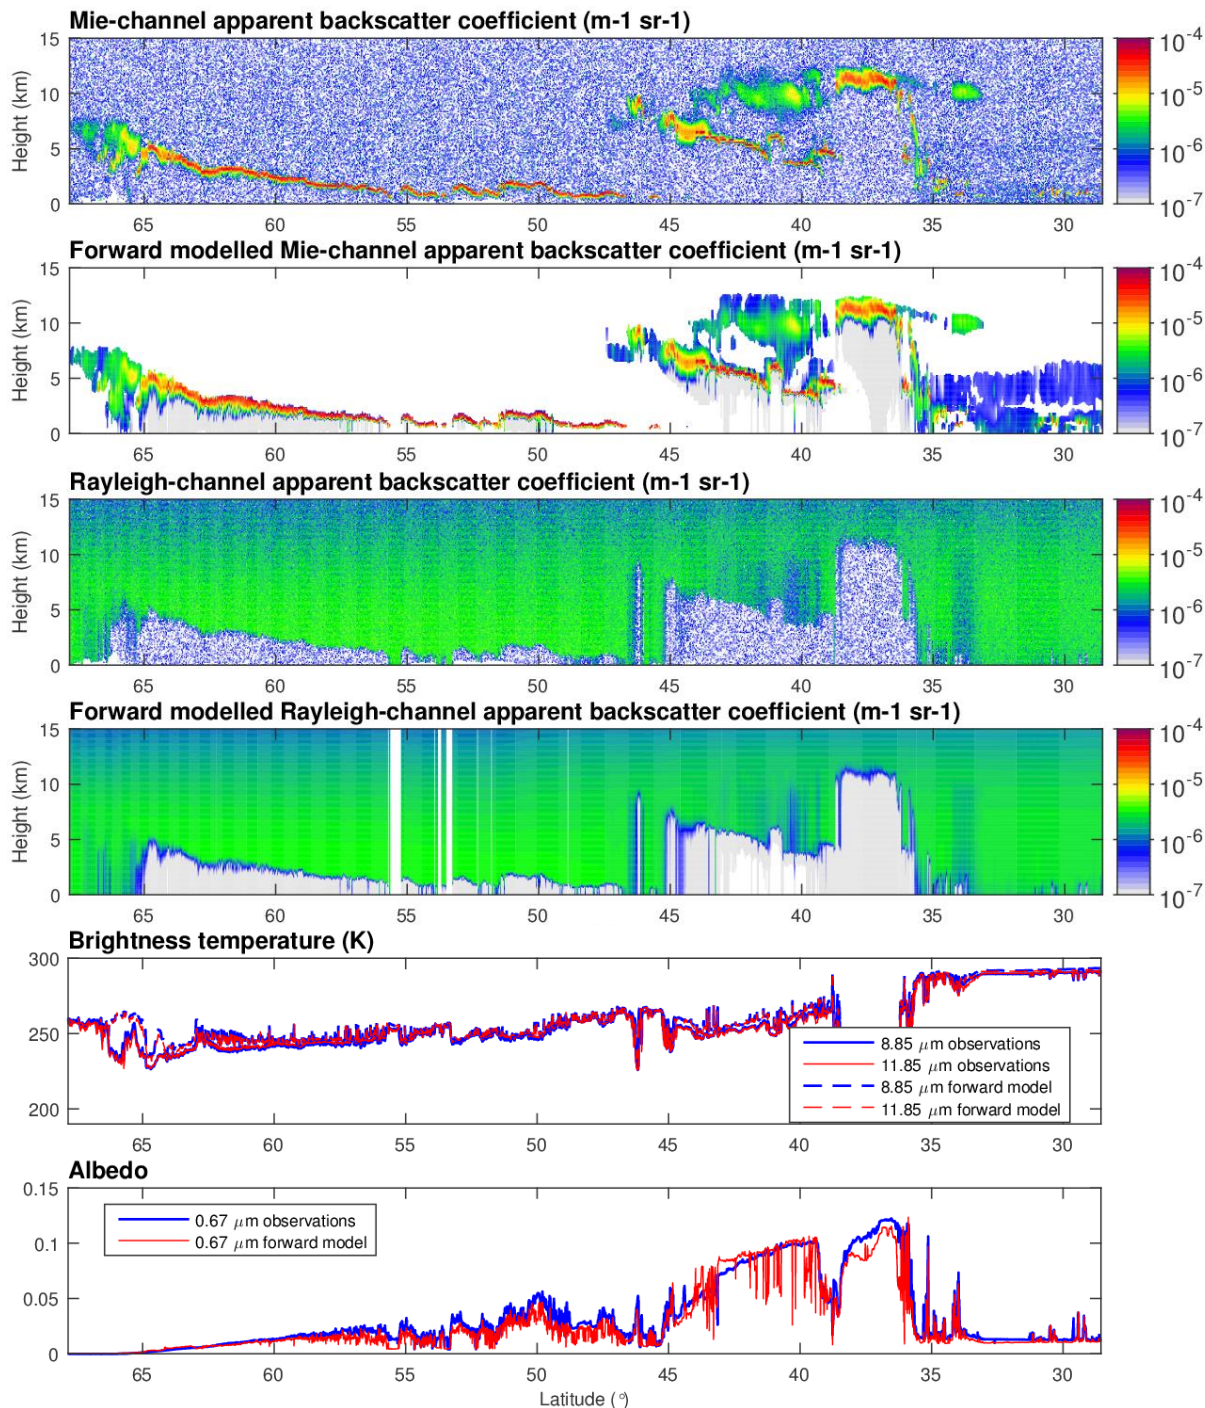 Mie-channel apparent backscatter coefficient (m-1 sr-1)
15
10
5
0
Height (km)
65 60 55 50 45 40 35 30
10-4
10-5
10-6
10-7
Forward modelled Mie-channel apparent backscatter coefficient (m-1 sr-1)
15
10
5
0
Height (km)
65 60 55 50 45 40 35 30
10-4
10-5
10-6
10-7
Rayleigh-channel apparent backscatter coefficient (m-1 sr-1)
15
10
5
0
Height (km)
65 60 55 50 45 40 35 30
10-4
10-5
10-6
10-7
Forward modelled Rayleigh-channel apparent backscatter coefficient (m-1 sr-1)
15
10
5
0
Height (km)
65 60 55 50 45 40 35 30
10-4
10-5
10-6
10-7
Brightness temperature (K)
300
250
200
8.85 μm observations
11.85 μm observations
8.85 μm forward model
11.85 μm forward model
65 60 55 50 45 40 35 30
Albedo
0.15
0.1
0.05
0
0.67 μm observations
0.67 μm forward model
65 60 55 50 45 40 35 30
Latitude (°)